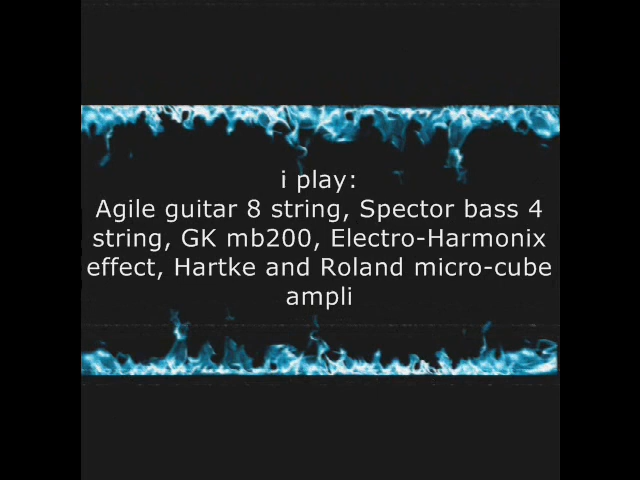 i play:
Agile guitar 8 string, Spector bass 4
string, GK mb200, Electro-Harmonix
effect, Hartke and Roland micro-cube
ampli